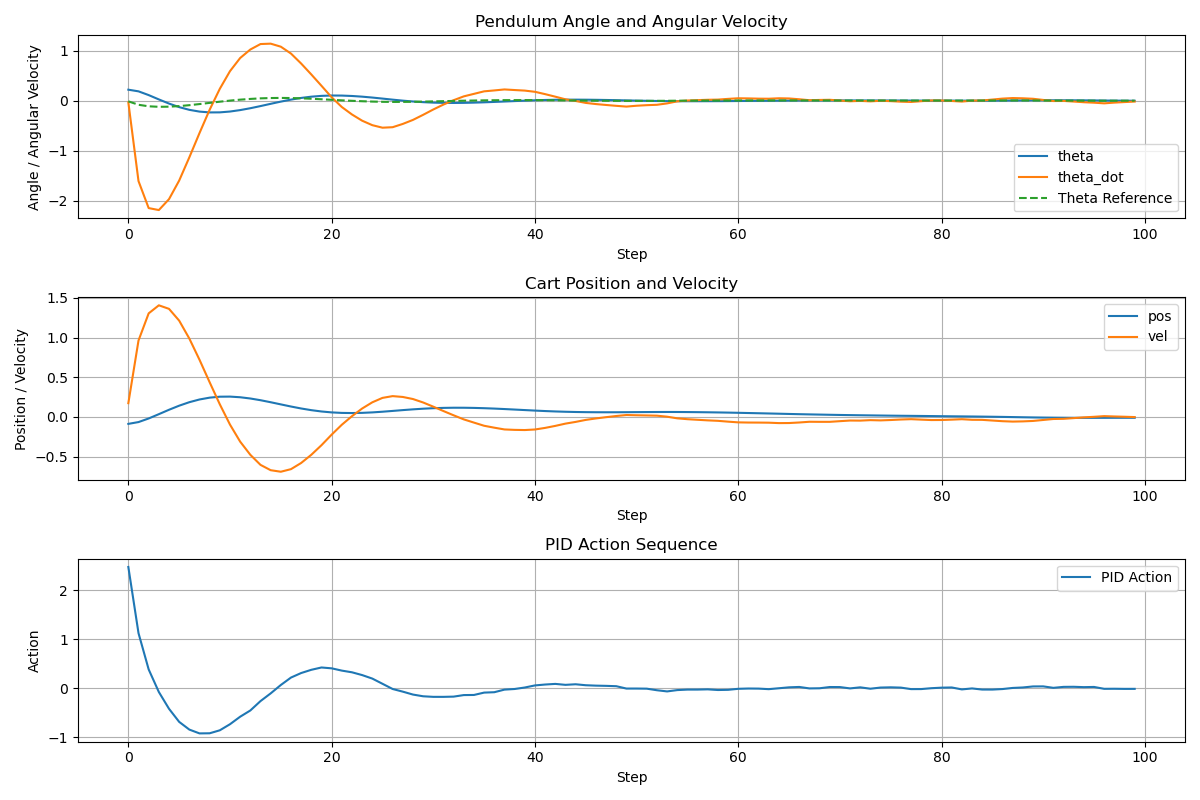 Pendulum Angle and Angular Velocity
Angle / Angular Velocity
1
0
−1
−2
theta
theta_dot
Theta Reference
0 20 40 60 80 100
Step
Cart Position and Velocity
Position / Velocity
1.5
1.0
0.5
0.0
−0.5
pos
vel
0 20 40 60 80 100
Step
PID Action Sequence
Action
2
1
0
−1
PID Action
0 20 40 60 80 100
Step